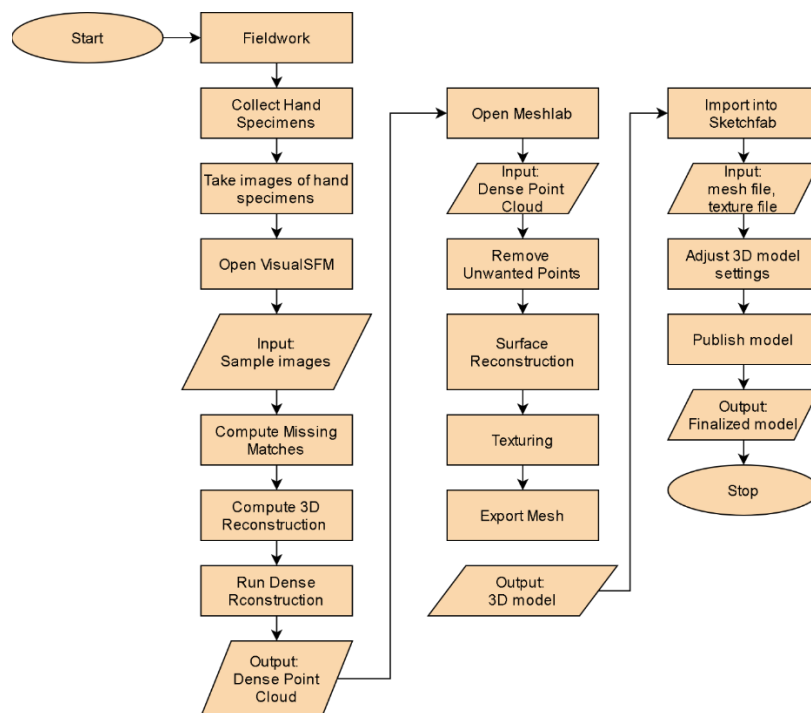 Start
Fieldwork
Collect Hand
Specimens
Take images of hand
specimens
Open VisualSFM
Input:
Sample images
Compute Missing
Matches
Compute 3D
Reconstruction
Run Dense
Rconstruction
Output:
Dense Point
Cloud
Open Meshlab
Input:
Dense Point
Cloud
Remove
Unwanted Points
Surface
Reconstruction
Texturing
Export Mesh
Output:
3D model
Import into
Sketchfab
Input:
mesh file,
texture file
Adjust 3D model
settings
Publish model
Output:
Finalized model
Stop